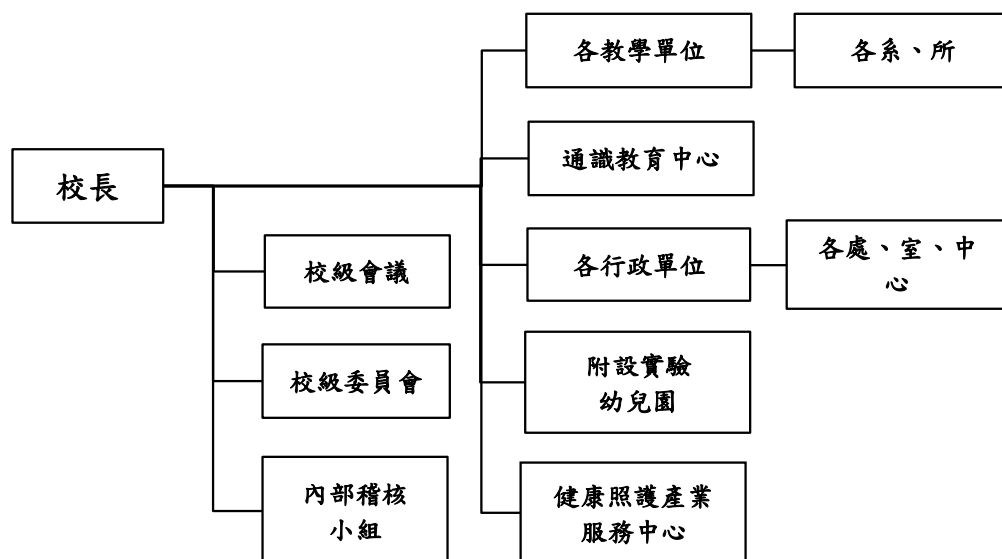 各教學單位
各系、所
通識教育中心
校長
各行政單位
各處、室、中
心
校級會議
附設實驗
幼兒園
校級委員會
內部稽核
小組
健康照護產業
服務中心